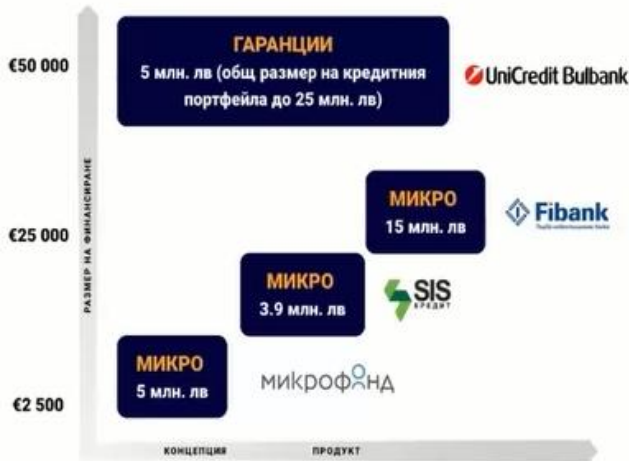 €50 000
ГАРАНЦИИ
5 млн. лв (общ размер на кредитния
портфейла до 25 млн. лв)
UniCredit Bulbank
РАЗМЕР НА ФИНАНСИРАНЕ
€25 000
МИКРО
15 млн. лв
Fibank
МИКРО
3.9 млн. лв
SIS
КРЕДИТ
МИКРО
5 млн. лв
микрофонд
€2 500
КОНЦЕПЦИЯ
ПРОДУКТ